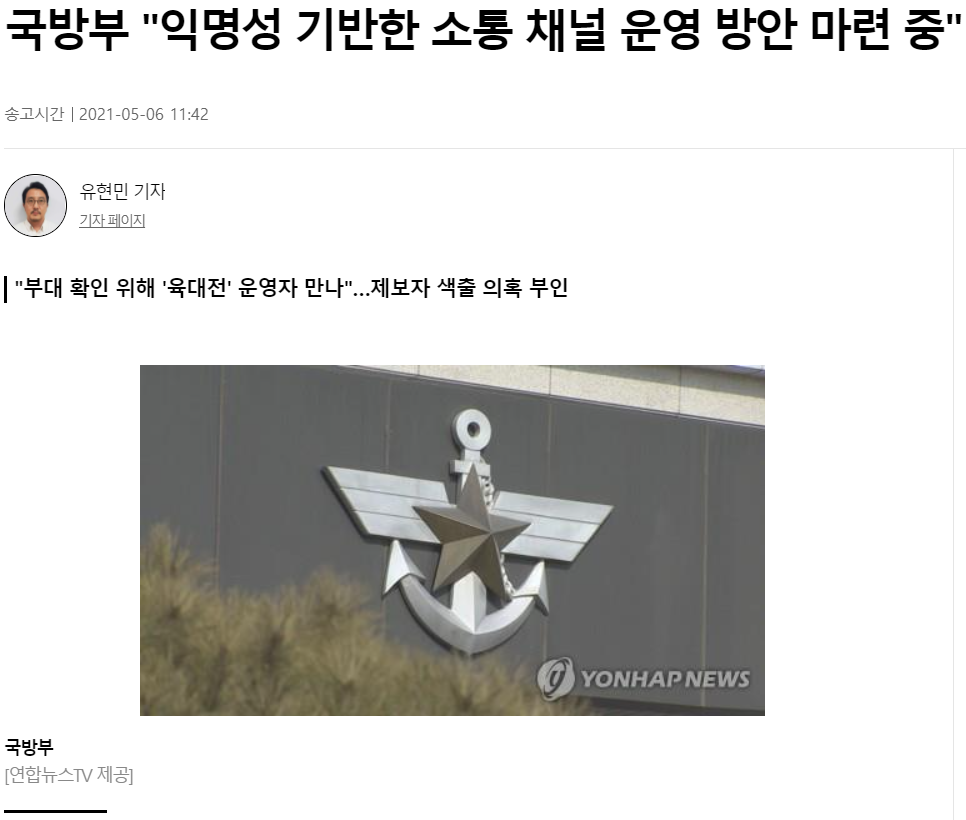 국방부 "익명성 기반한 소통 채널 운영 방안 마련 중"
송고시간 | 2021-05-06 11:42
유현민 기자
기자 페이지
"부대 확인 위해 '육대전' 운영자 만나"…제보자 색출 의혹 부인
YONHAP NEWS
국방부
[연합뉴스TV 제공]